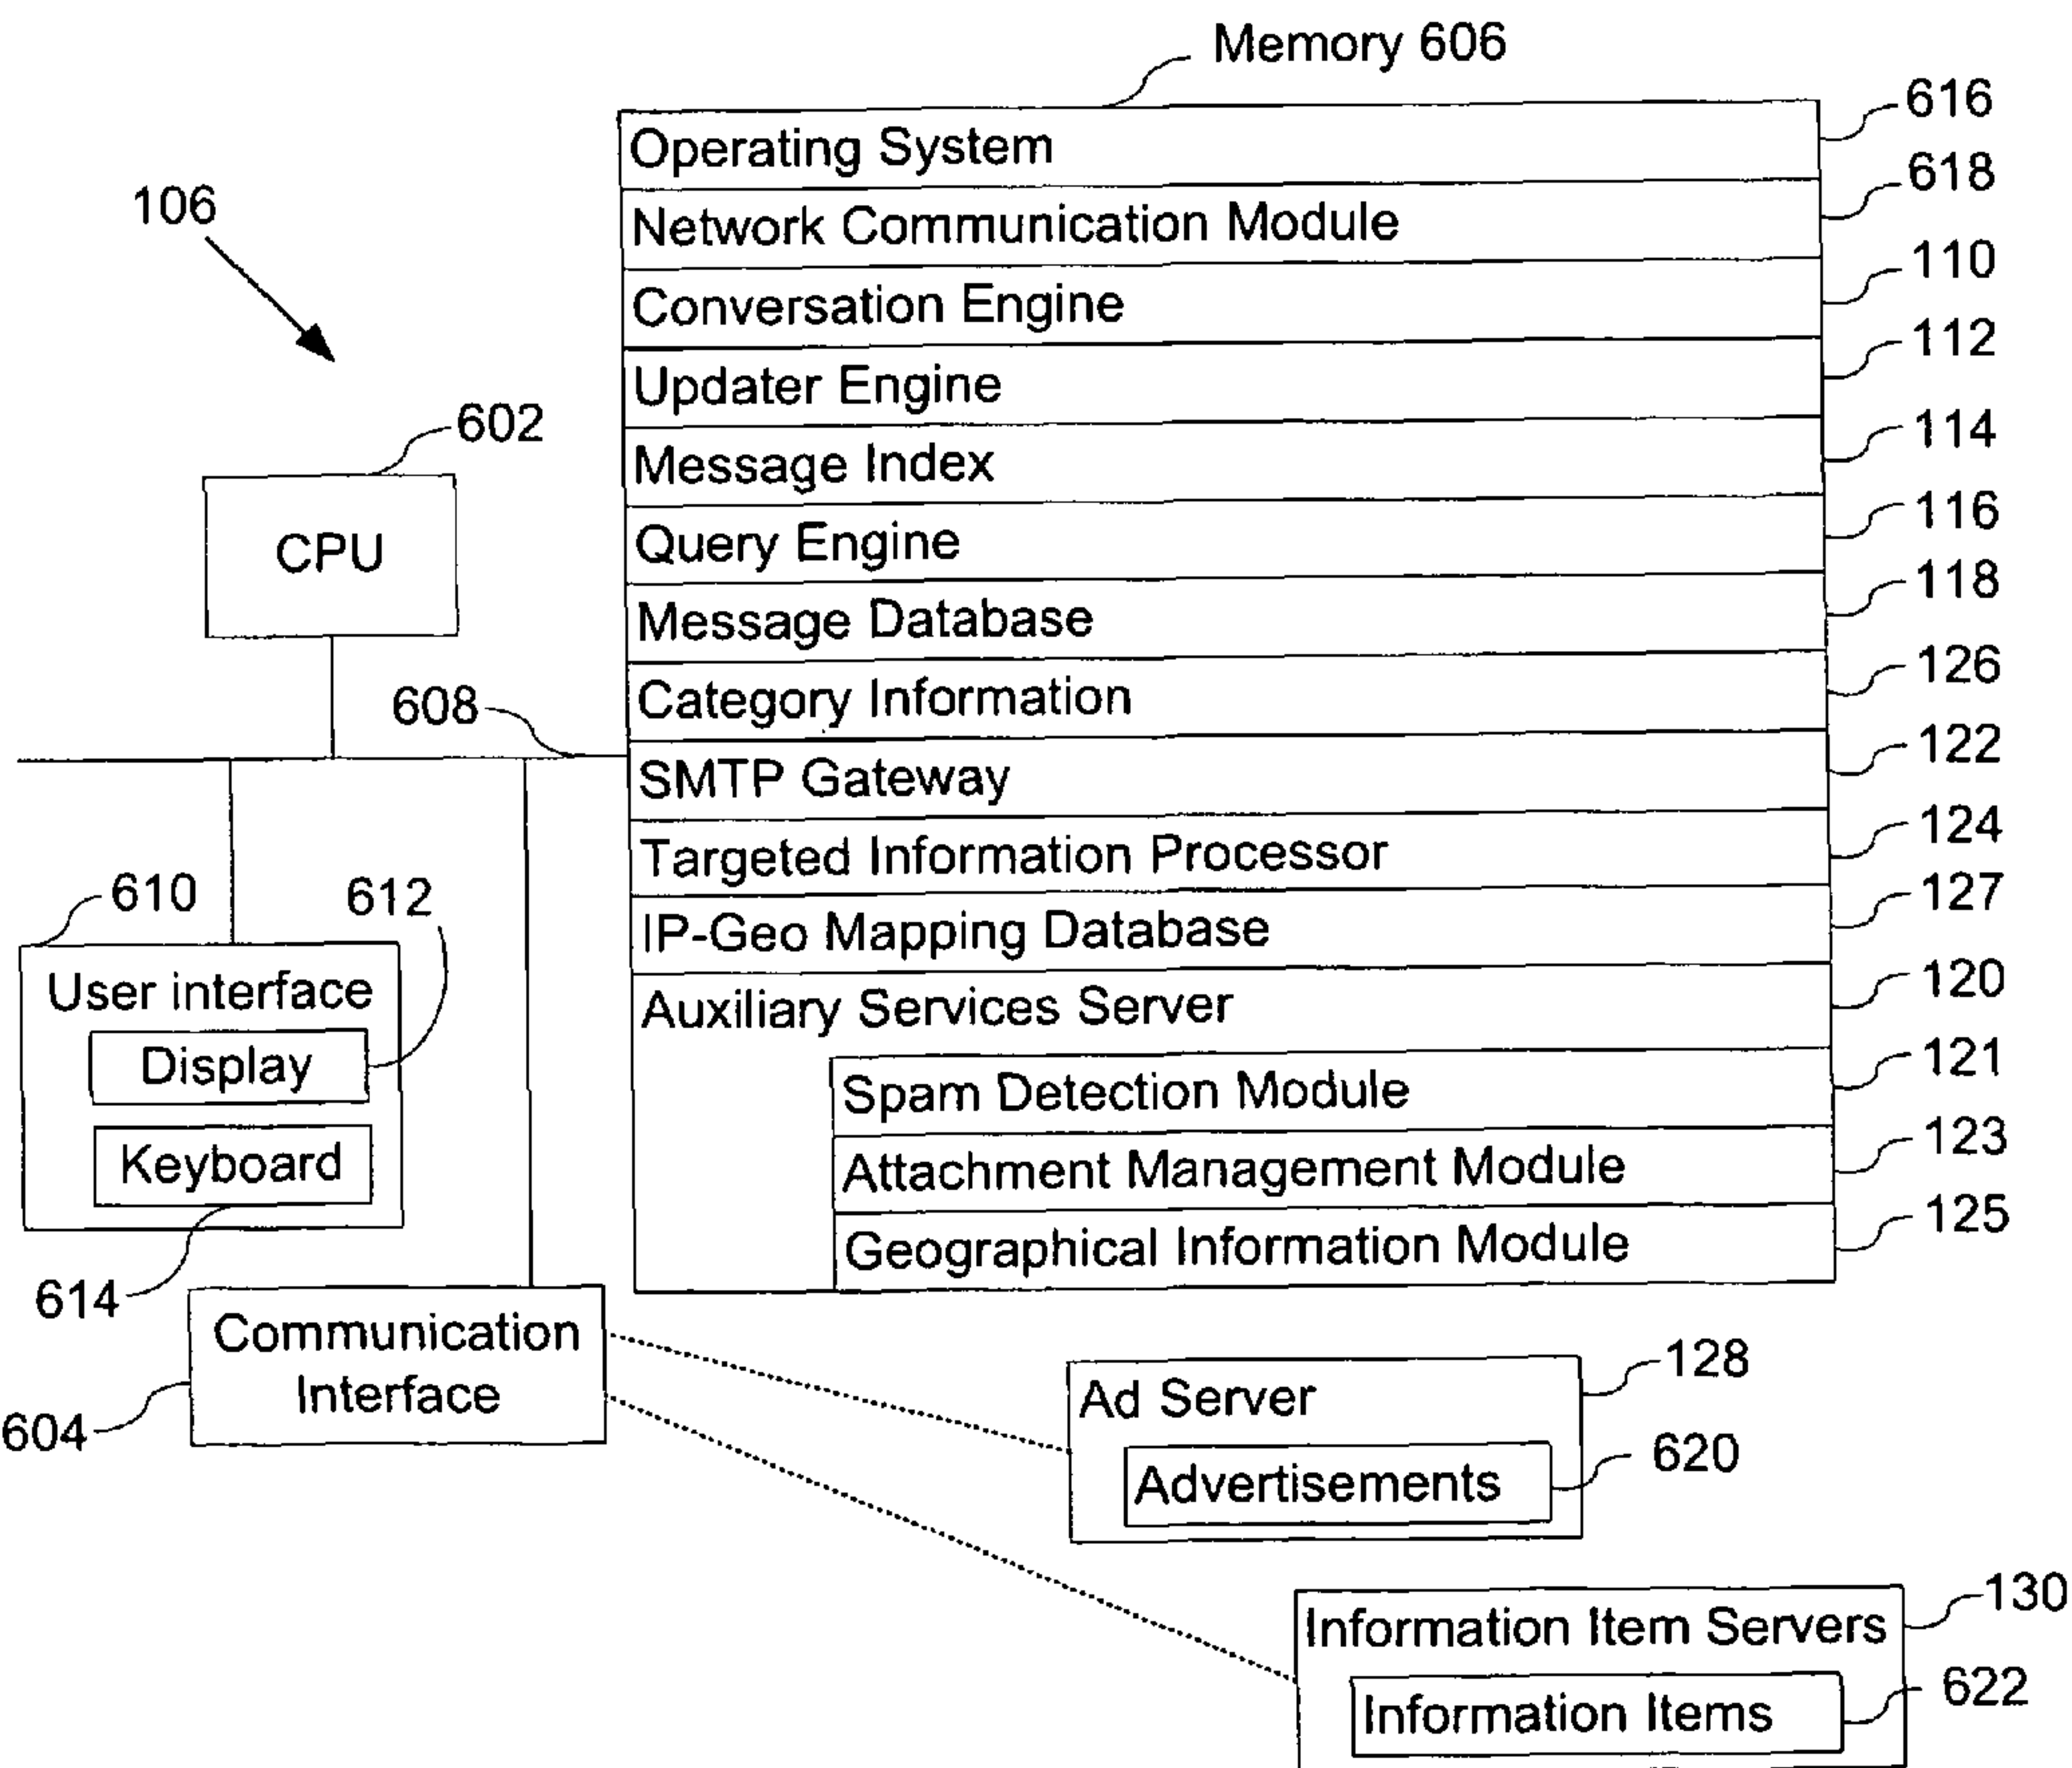 Memory 606
Operating System
616
Network Communication Module
618
106
Conversation Engine
110
Updater Engine
112
602
Message Index
114
CPU
Query Engine
116
Message Database
118
Category Information
126
608
SMTP Gateway
122
Targeted Information Processor
124
IP-Geo Mapping Database
127
610
612
User interface
Display
Keyboard
614
Auxiliary Services Server
120
Spam Detection Module
121
Attachment Management Module
123
Geographical Information Module
125
Communication
Interface
604
Ad Server
128
Advertisements
620
Information Item Servers
130
Information Items
622